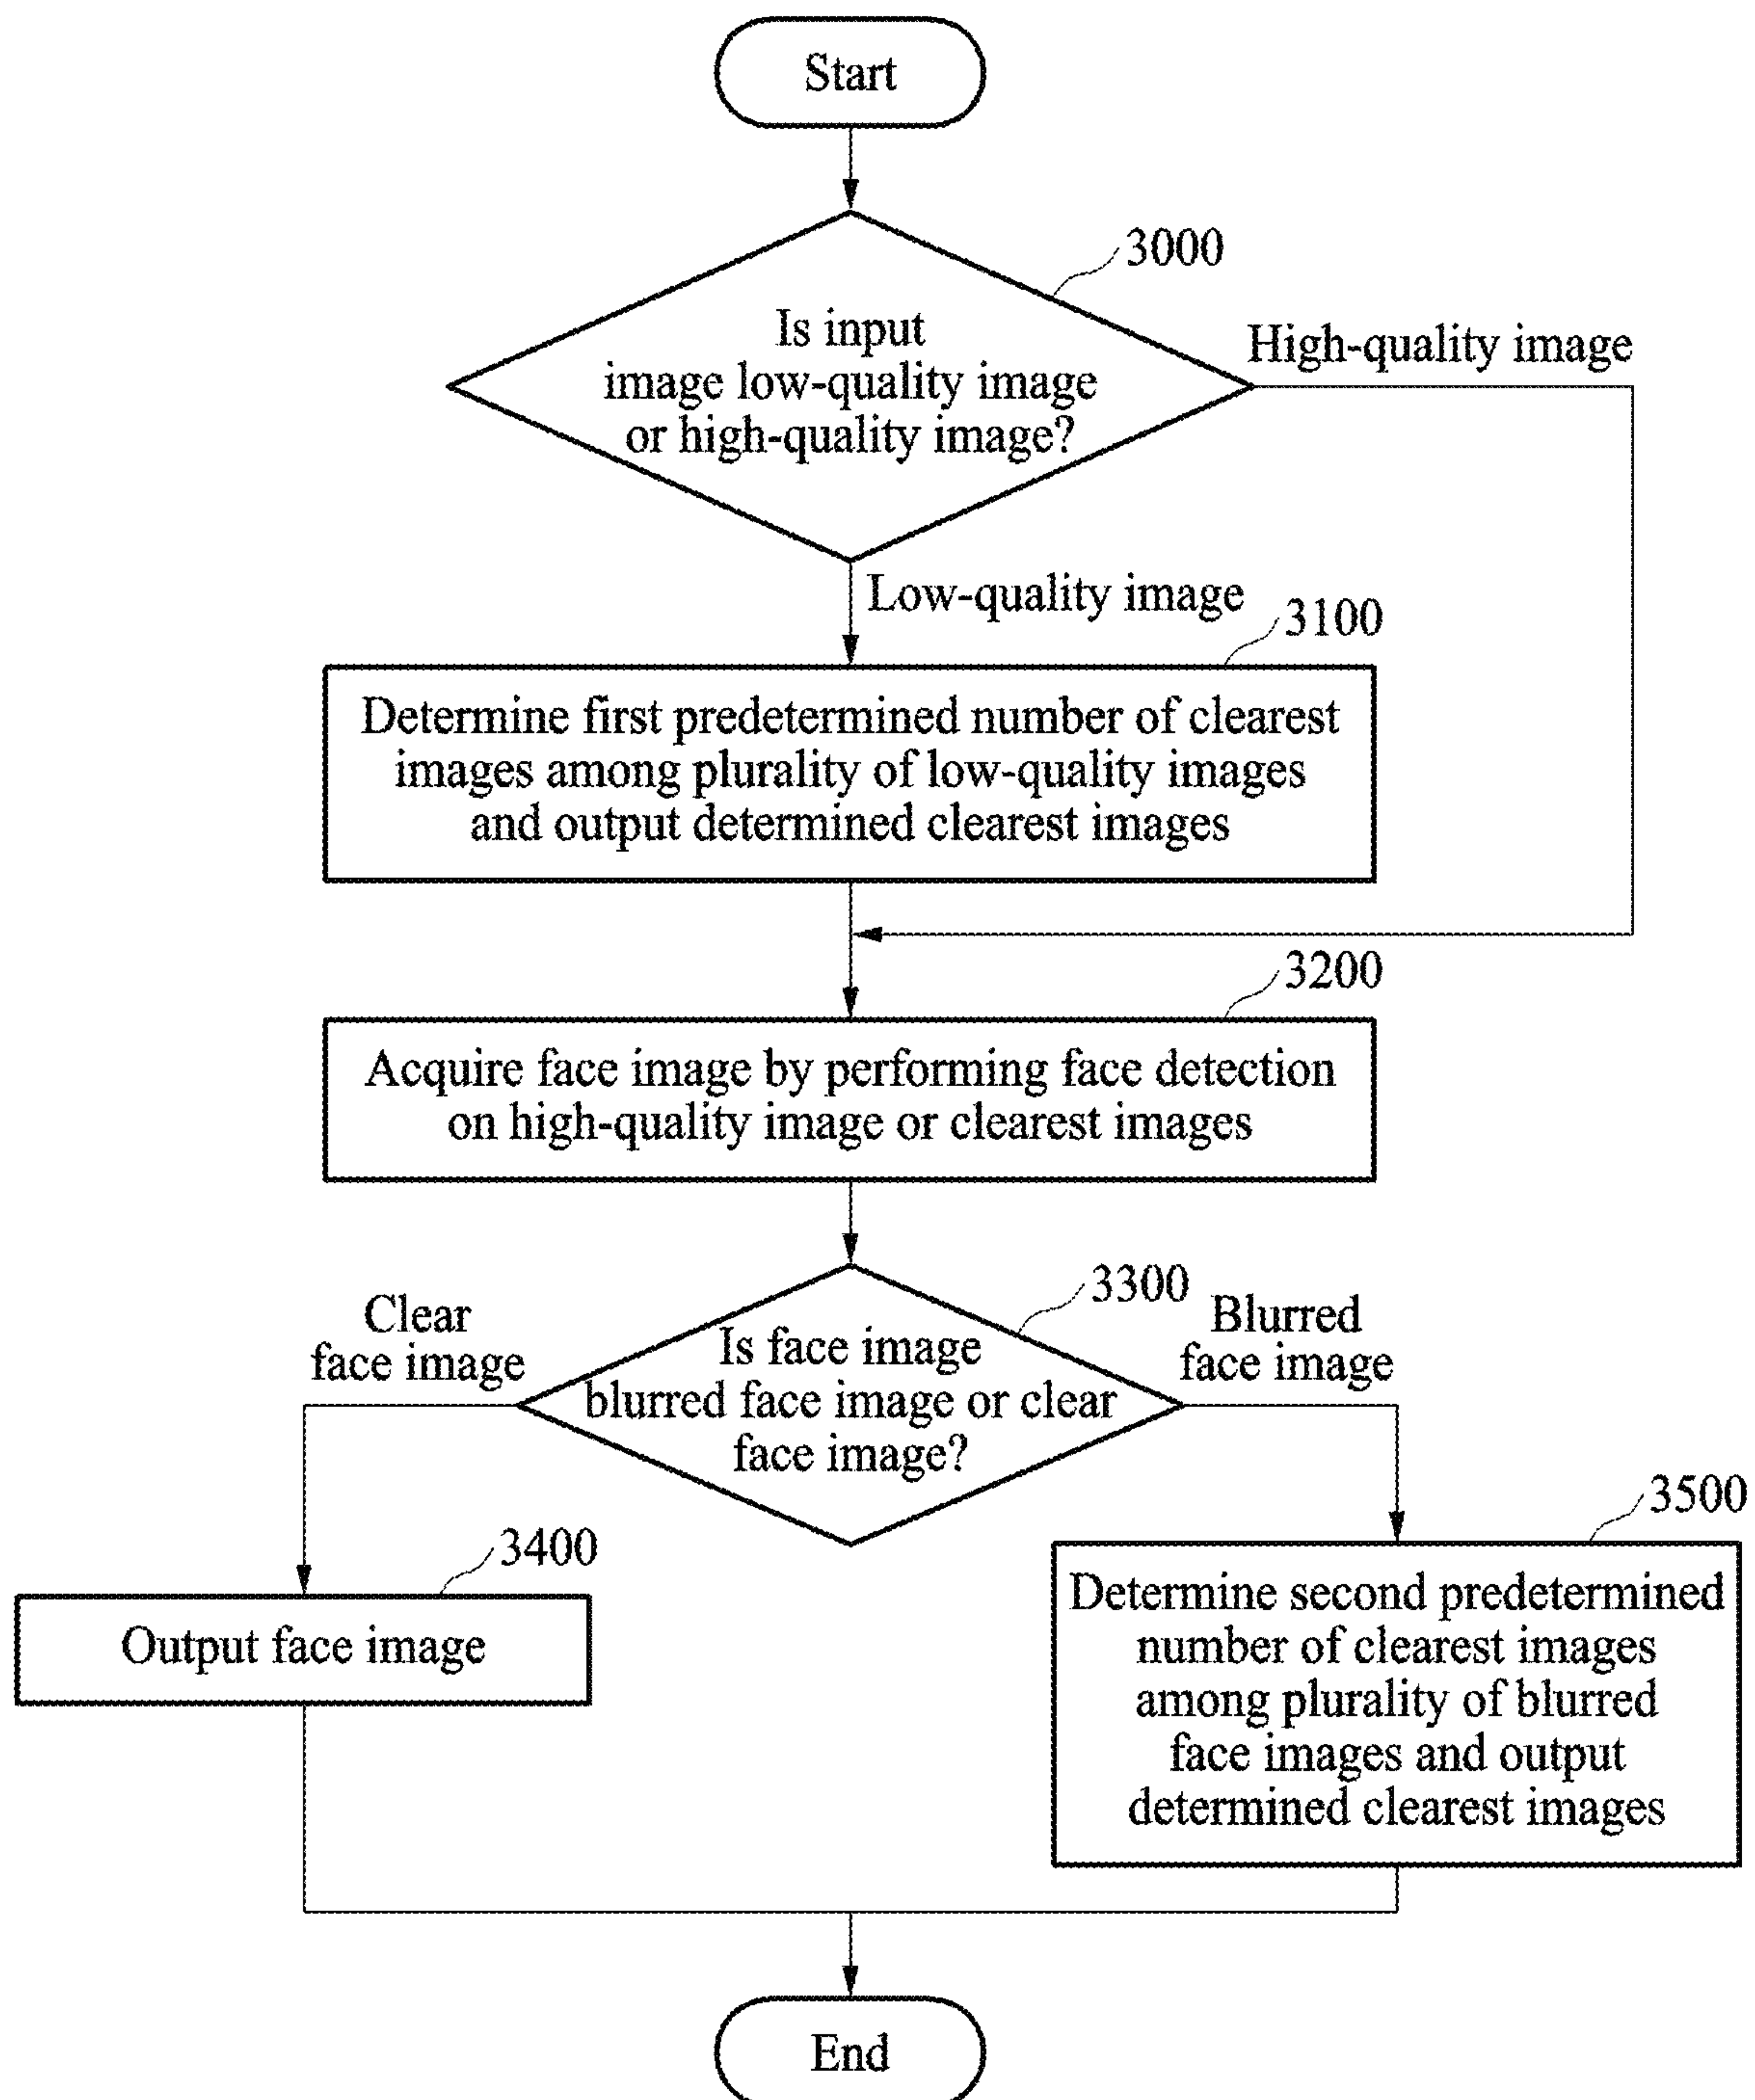 Start
3000
Is input
image low-quality image
or high-quality image?
High-quality image
Low-quality image
3100
Determine first predetermined number of clearest
images among plurality of low-quality images
and output determined clearest images
3200
Acquire face image by performing face detection
on high-quality image or clearest images
3300
Clear
face image
Is face image
blurred face image or clear
face image?
Blurred
face image
3400
Output face image
3500
Determine second predetermined
number of clearest images
among plurality of blurred
face images and output
determined clearest images
End